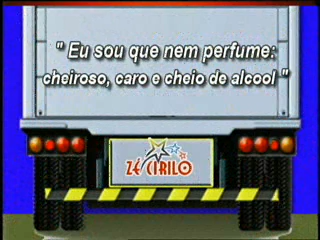 " Eu sou que nem perfume:
cheiroso, caro e cheio de alcool "
ZÉ CIRILO